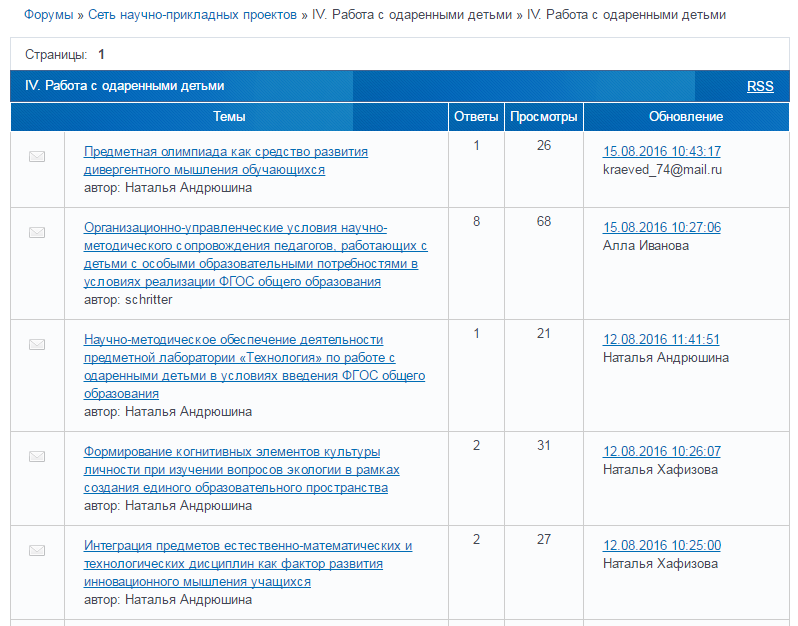 Форумы » Сеть научно-прикладных проектов » IV. Работа с одаренными детьми » IV. Работа с одаренными детьми
Страницы: 1
IV. Работа с одаренными детьми RSS
Темы Ответы Просмотры Обновление
Предметная олимпиада как средство развития 1 26 15.08.2016 10:43:17
дивергентного мышления обучающихся kraeved_74@mail.ru
автор: Наталья Андрюшина
Организационно-управленческие условия научно- 8 68 15.08.2016 10:27:06
методического сопровождения педагогов, работающих с Алла Иванова
детьми с особыми образовательными потребностями в
условиях реализации ФГОС общего образования
автор: schritter
Научно-методическое обеспечение деятельности 1 21 12.08.2016 11:41:51
предметной лаборатории «Технология» по работе с Наталья Андрюшина
одаренными детьми в условиях введения ФГОС общего
образования
автор: Наталья Андрюшина
Формирование когнитивных элементов культуры 2 31 12.08.2016 10:26:07
личности при изучении вопросов экологии в рамках Наталья Хафизова
создания единого образовательного пространства
автор: Наталья Андрюшина
Интеграция предметов естественно-математических и 2 27 12.08.2016 10:25:00
технологических дисциплин как фактор развития Наталья Хафизова
инновационного мышления учащихся
автор: Наталья Андрюшина